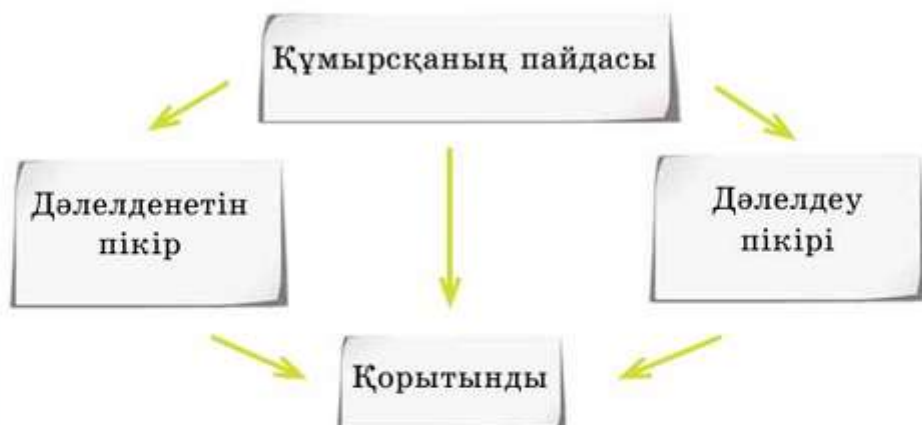 Құмырсқаның пайдасы
Дәлелденетін
пікір
Дәлелдеу
пікірі
Қорытынды